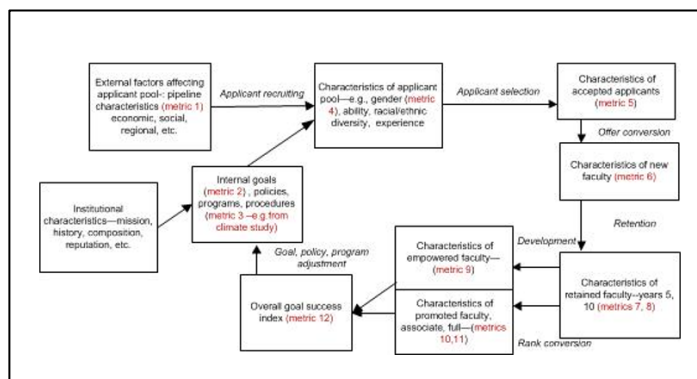 External factors affecting
applicant pool-: pipeline
characteristics (metric 1)
economic, social,
regional, etc.
Applicant recruiting
Characteristics of applicant
pool—e.g., gender (metric
4), ability, racial/ethnic
diversity, experience
Applicant selection
Characteristics of
accepted applicants
(metric 5)
Offer conversion
Characteristics of new
faculty (metric 6)
Retention
Institutional
characteristics—mission,
history, composition,
reputation, etc.
Internal goals
(metric 2) , policies,
programs, procedures
(metric 3 –e.g from
climate study)
Goal, policy, program
adjustment
Overall goal success
index (metric 12)
Characteristics of
empowered faculty—
(metric 9)
Development
Characteristics of
promoted faculty,
associate, full—(metrics
10,11)
Rank conversion
Characteristics of
retained faculty--years 5,
10 (metrics 7, 8)